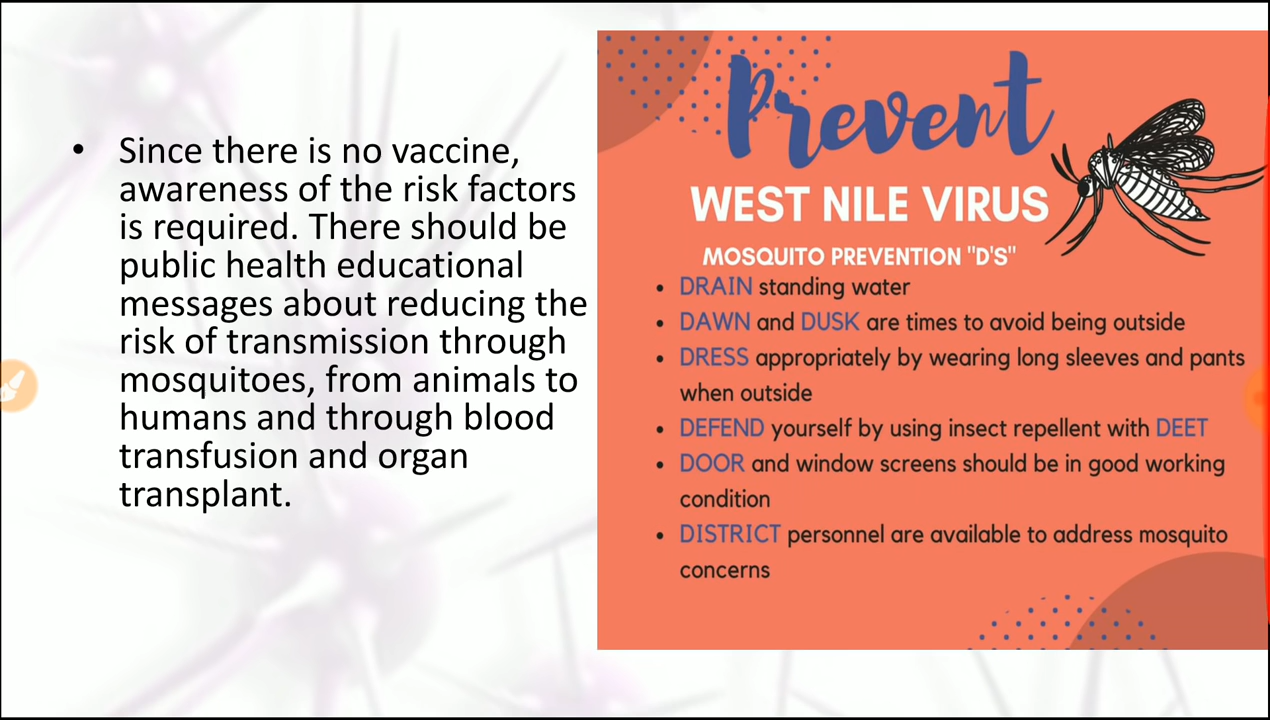 • Since there is no vaccine,
awareness of the risk factors
is required. There should be
public health educational
messages about reducing the
risk of transmission through
mosquitoes, from animals to
humans and through blood
transfusion and organ
transplant.
Prevent
WEST NILE VIRUS
MOSQUITO PREVENTION "D'S"
• DRAIN standing water
• DAWN and DUSK are times to avoid being outside
• DRESS appropriately by wearing long sleeves and pants
when outside
• DEFEND yourself by using insect repellent with DEET
• DOOR and window screens should be in good working
condition
• DISTRICT personnel are available to address mosquito
concerns